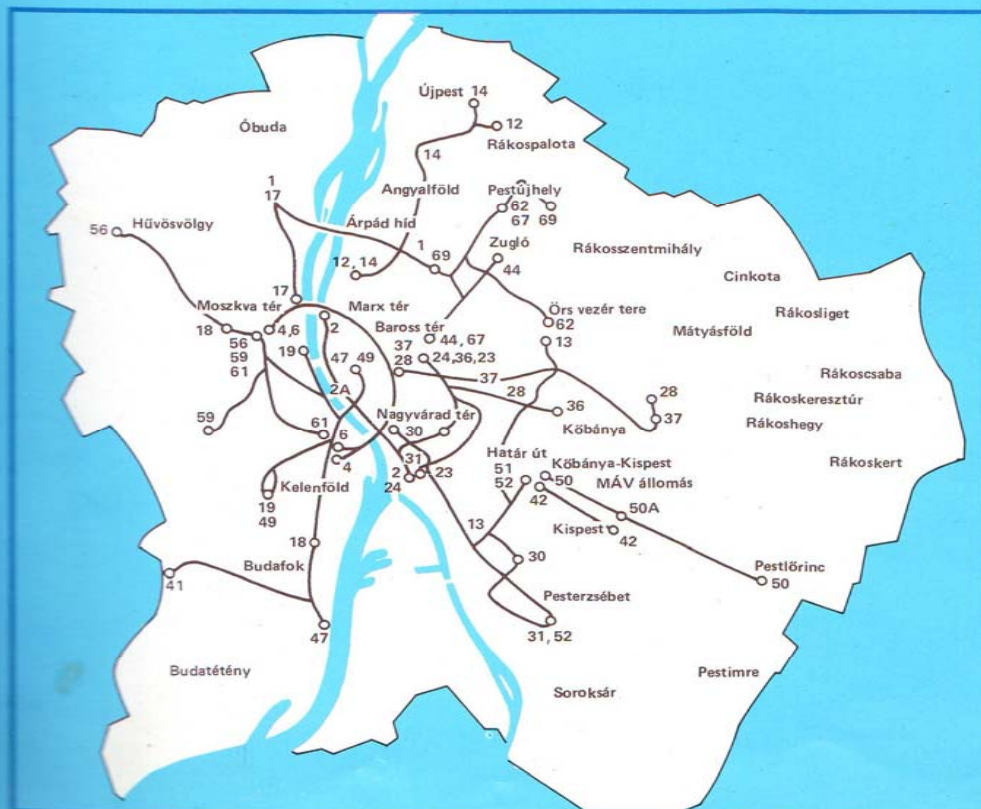 Újpest 14
Óbuda
12
Rákospalota
14
1
17
Angyalföld
Pestújhely
62
67
69
Hűvösvölgy
56
Árpád híd
1
69
Zugló
44
Rákosszentmihály
12, 14
Cinkota
17
Moszkva tér
Marx tér
Örs vezér tere
Rákosliget
18
4,6
2
Baross tér
62
Mátyásföld
56
59
61
19
47
49
37
28
44, 67
24,36,23
13
37
Rákoscsaba
2A
28
28
Rákoskeresztúr
59
Nagyvárad tér
36
37
Rákoshegy
61
6
30
Kőbánya
4
31
Határ út
Rákoskert
2
24
23
51
52
Kőbánya-Kispest
50
MÁV állomás
Kelenföld
42
19
49
50A
13
Kispest
42
18
Budafok
30
Pestlőrinc
41
50
Pesterzsébet
47
31, 52
Budatétény
Pestimre
Soroksár